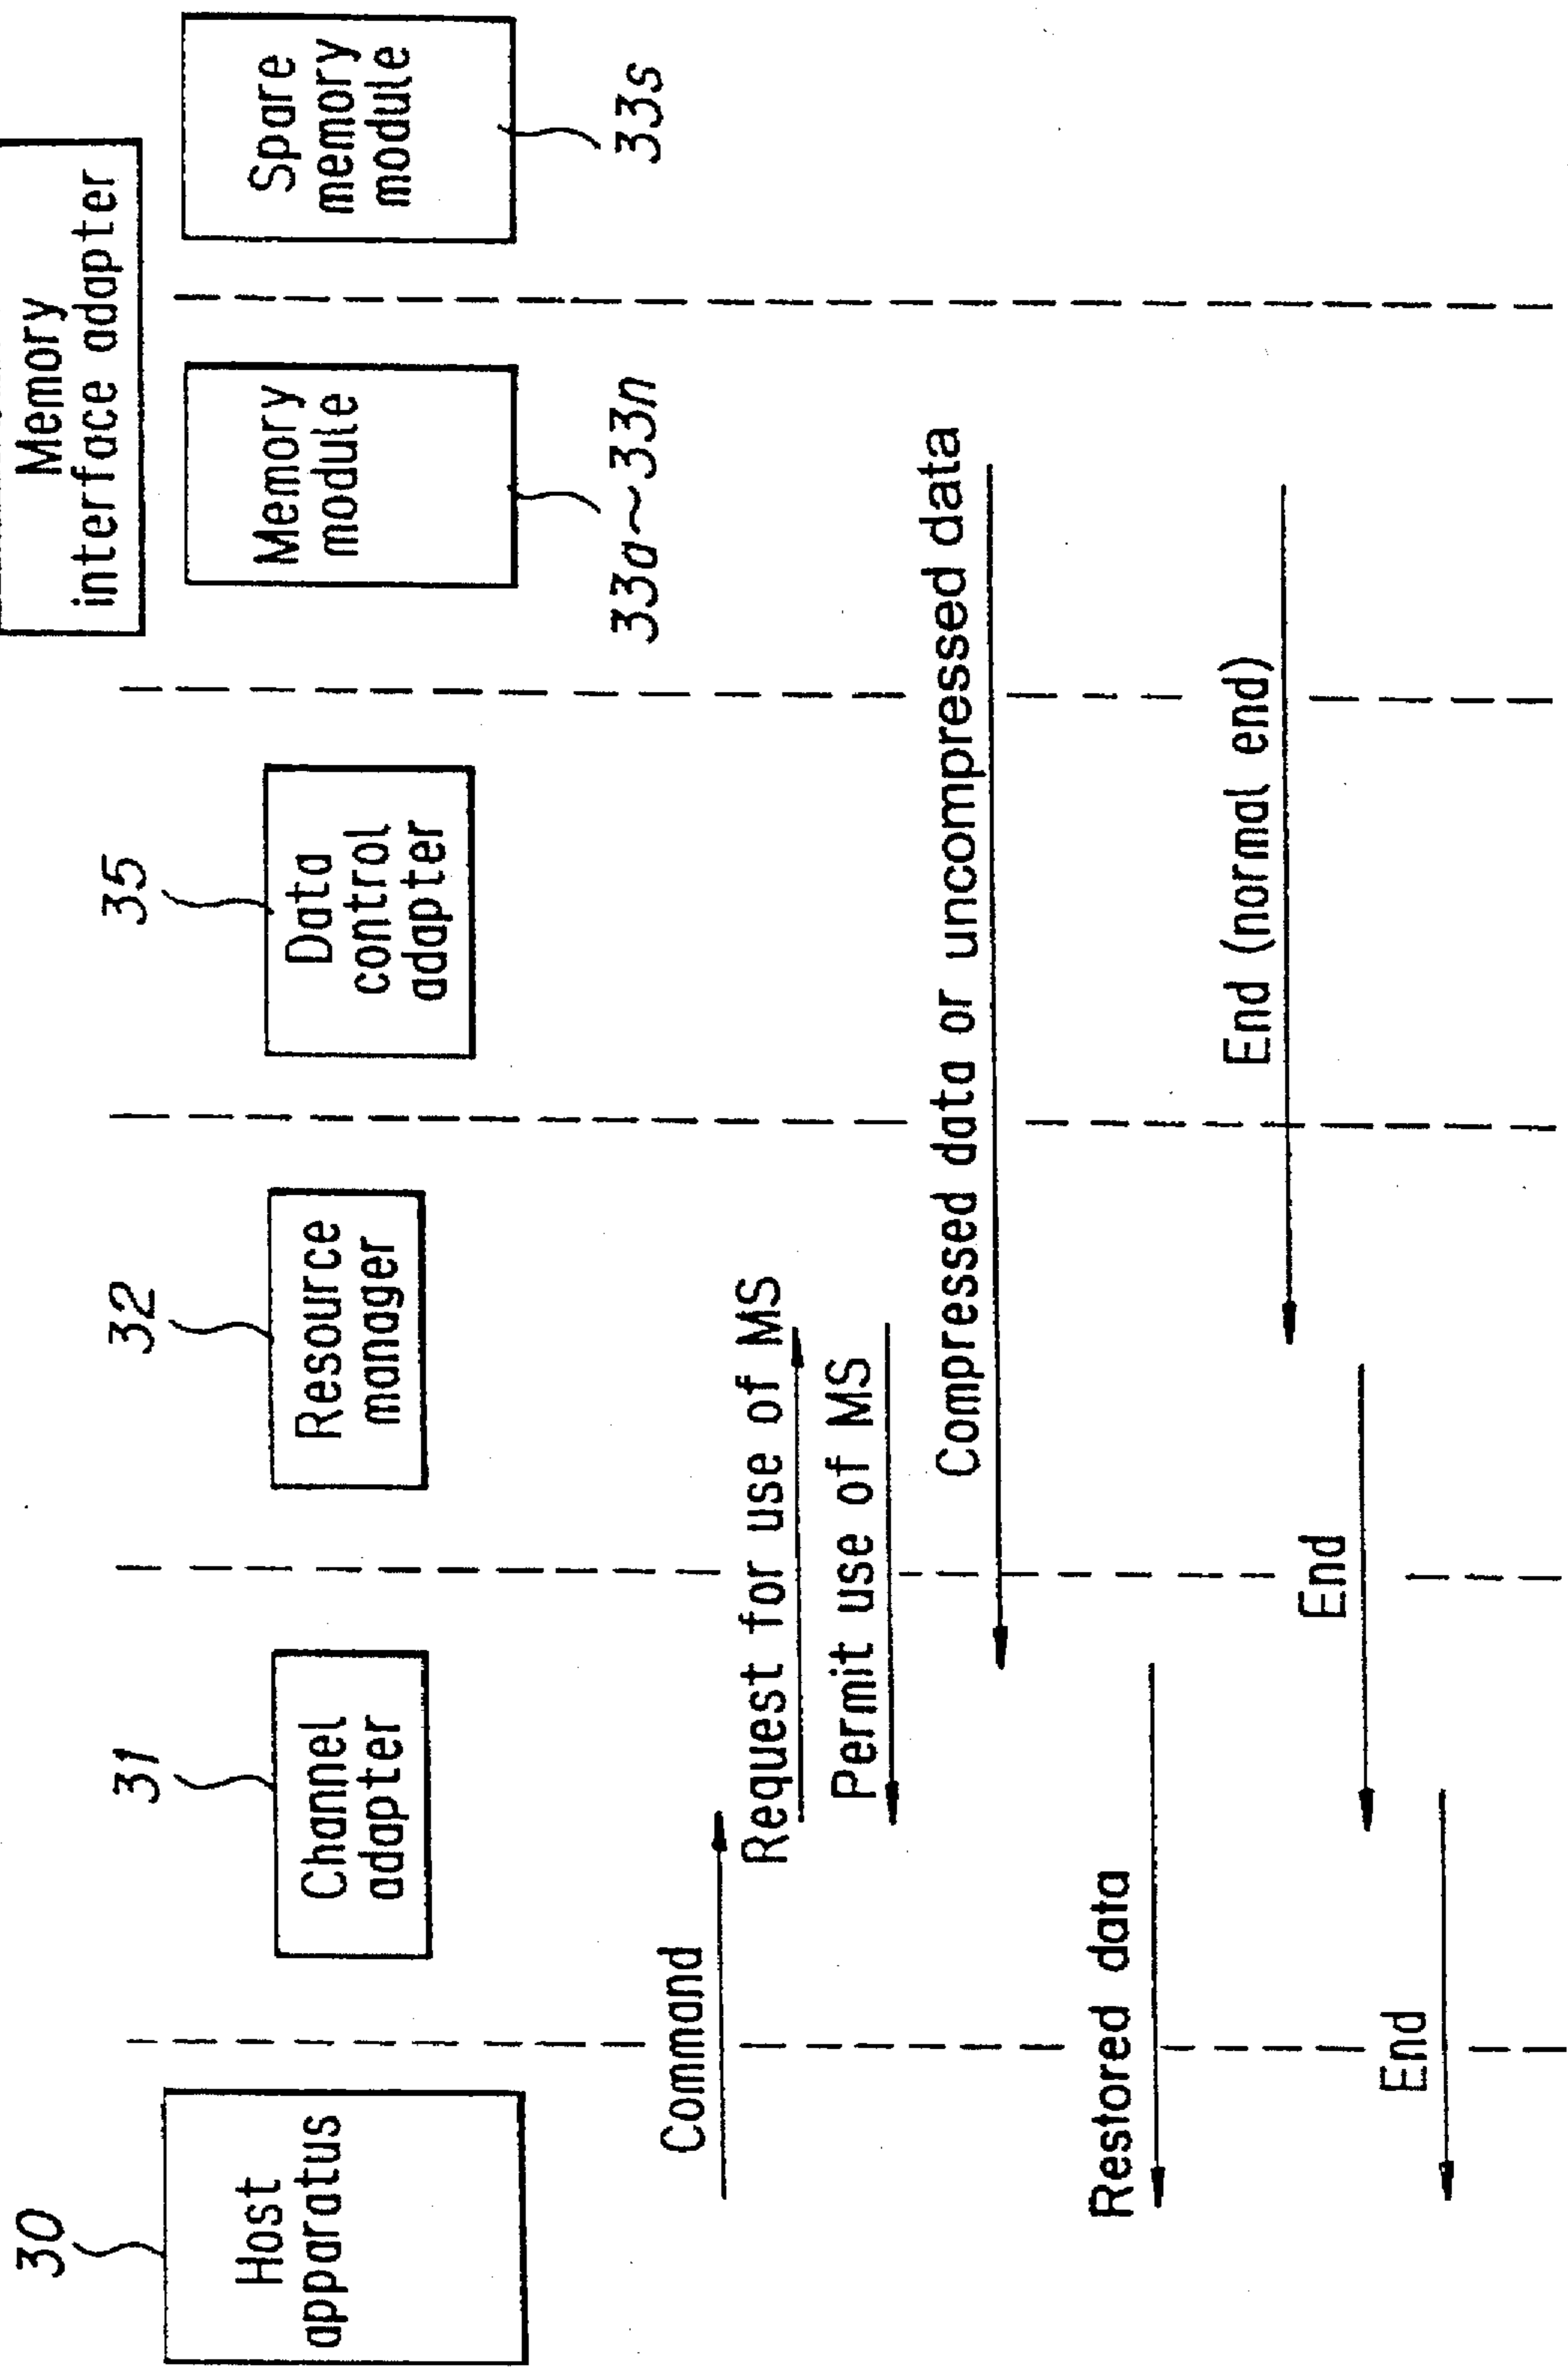 Memory
interface adapter
30
Host
apparatus
31
Channel
adapter
32
Resource
manager
35
Data
control
adapter
Memory
module
33a~33n
Spare
memory
module
33s
Command
Request for use of MS
Permit use of MS
Compressed data or uncompressed data
Restored data
End (normal end)
End
End